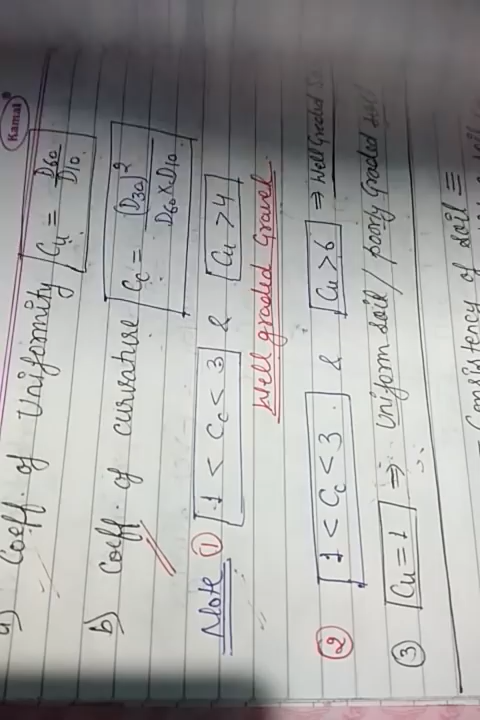 Kamal
a) Coeff. of Uniformity Cu = D60 / D10.
b) Coeff. of curvature Cc = (D30)² / D60 × D10.
Note ① 1 < Cc < 3 & Cu > 4
Well graded Gravel
② 1 < Cc < 3. & Cu > 6 ⇒ Well Graded
③ Cu = 1 ⇒ Uniform soil / poorly Graded soil
Consistency of soil =